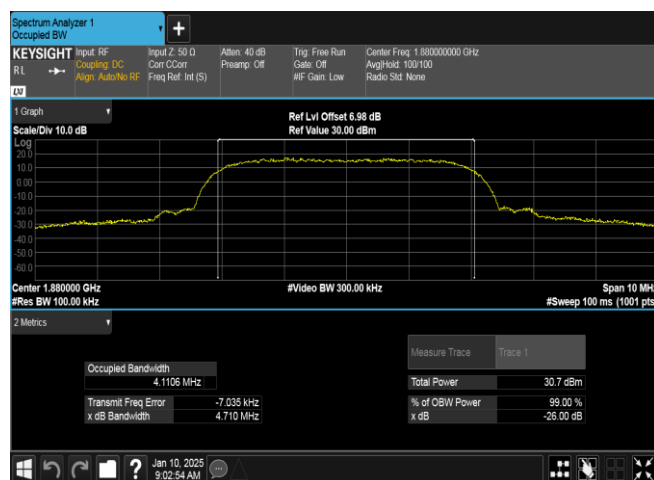 Spectrum Analyzer 1
Occupied BW
KEYSIGHT Input: RF Input Z: 50 Ω Atten: 40 dB Trig: Free Run Center Freq: 1.880000000 GHz
RL Coupling: DC Corr CCorr Preamp: Off Gate: Off Avg|Hold: 100/100
Align: Auto/No RF Freq Ref: Int (S) #IF Gain: Low Radio Std: None
LXI
1 Graph
Ref Lvl Offset 6.98 dB
Scale/Div 10.0 dB Ref Value 30.00 dBm
Log
20.0
10.0
0.00
-10.0
-20.0
-30.0
-40.0
-50.0
-60.0
Center 1.88000 GHz #Video BW 300.00 kHz Span 10 MHz
#Res BW 100.00 kHz #Sweep 100 ms (1001 pts
2 Metrics
Measure Trace Trace 1
Occupied Bandwidth
4.1106 MHz
Total Power 30.7 dBm
Transmit Freq Error -7.035 kHz % of OBW Power 99.00 %
x dB Bandwidth 4.710 MHz x dB -26.00 dB
Jan 10, 2025
9:02:54 AM